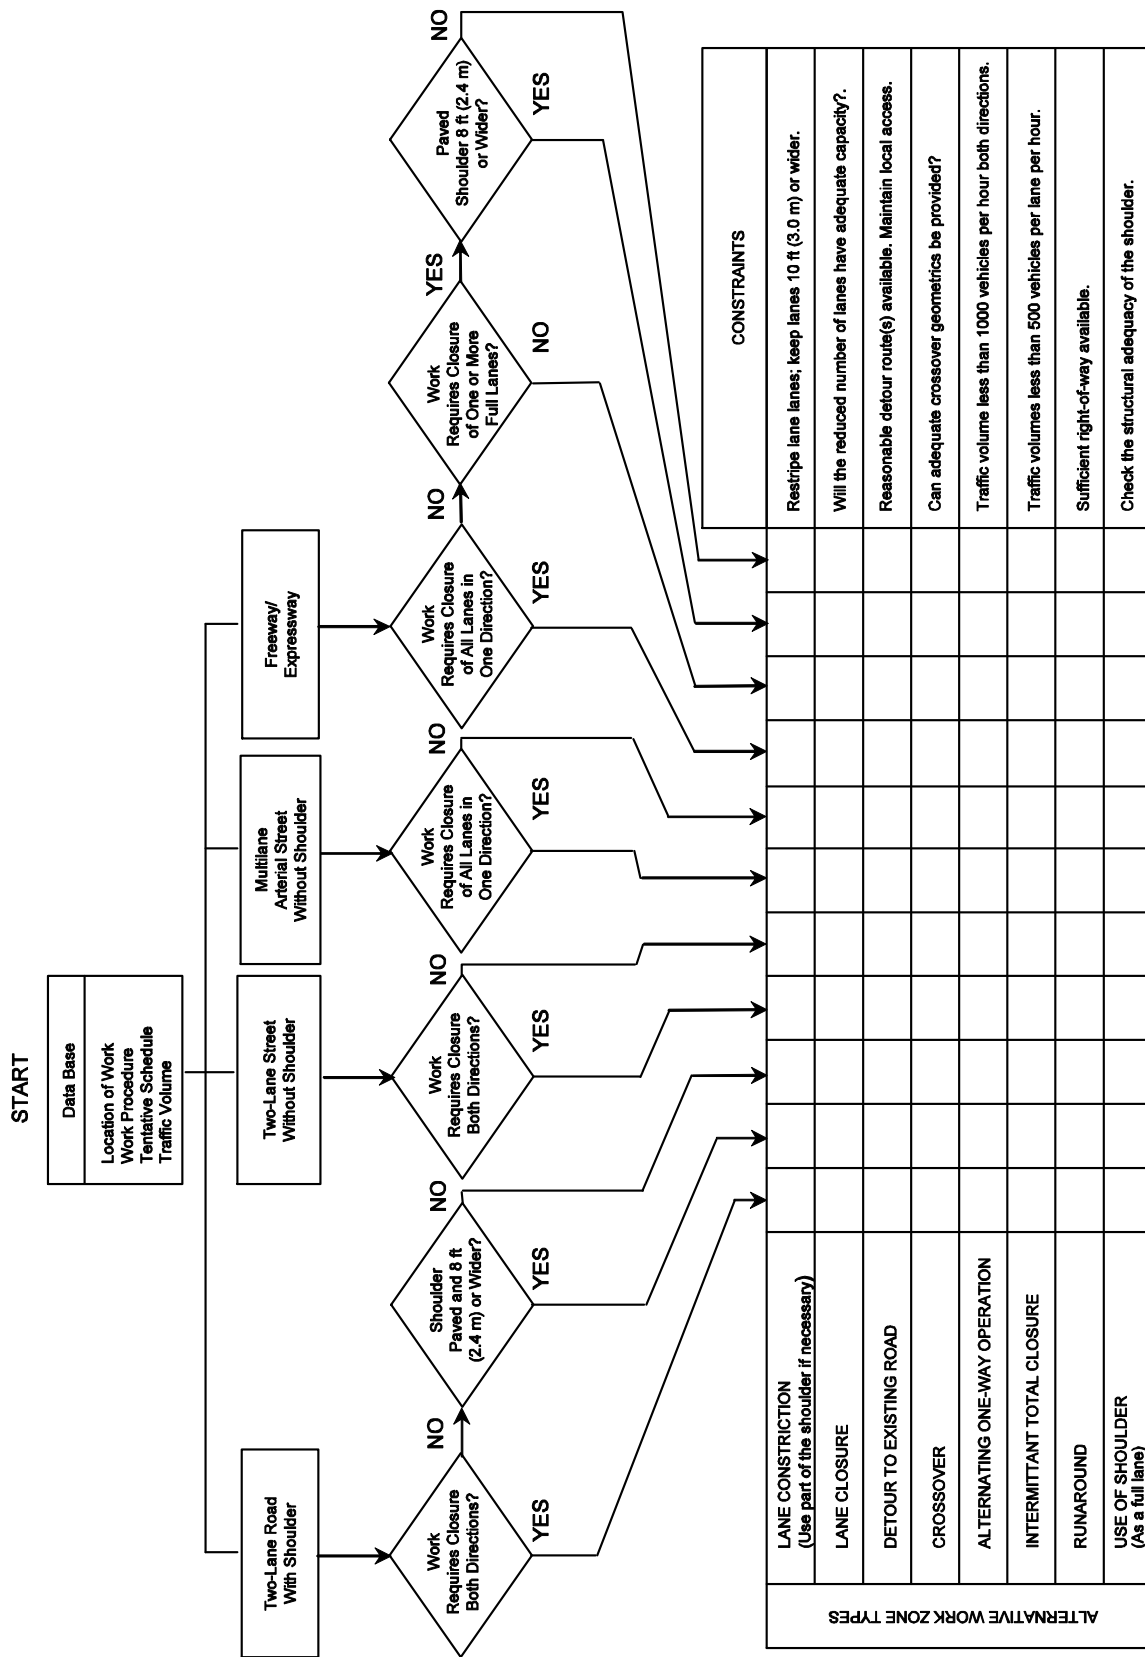 START
Data Base
Location of Work
Work Procedure
Tentative Schedule
Traffic Volume
Two-Lane Road
With Shoulder
Two-Lane Street
Without Shoulder
Multilane
Arterial Street
Without Shoulder
Freeway/
Expressway
Work
Requires Closure
Both Directions?
NO
YES
Shoulder
Paved and 8 ft
(2.4 m) or Wider?
NO
YES
Work
Requires Closure
Both Directions?
NO
YES
Work
Requires Closure
of All Lanes in
One Direction?
NO
YES
Work
Requires Closure
of All Lanes in
One Direction?
NO
YES
Work
Requires Closure
of One or More
Full Lanes?
YES
NO
Paved
Shoulder 8 ft (2.4 m)
or Wider?
NO
YES
CONSTRAINTS
ALTERNATIVE WORK ZONE TYPES
LANE CONSTRICTION
(Use part of the shoulder if necessary)
Restripe lane lanes; keep lanes 10 ft (3.0 m) or wider.
LANE CLOSURE
Will the reduced number of lanes have adequate capacity?.
DETOUR TO EXISTING ROAD
Reasonable detour route(s) available. Maintain local access.
CROSSOVER
Can adequate crossover geometrics be provided?
ALTERNATING ONE-WAY OPERATION
Traffic volume less than 1000 vehicles per hour both directions.
INTERMITTANT TOTAL CLOSURE
Traffic volumes less than 500 vehicles per lane per hour.
RUNAROUND
Sufficient right-of-way available.
USE OF SHOULDER
(As a full lane)
Check the structural adequacy of the shoulder.